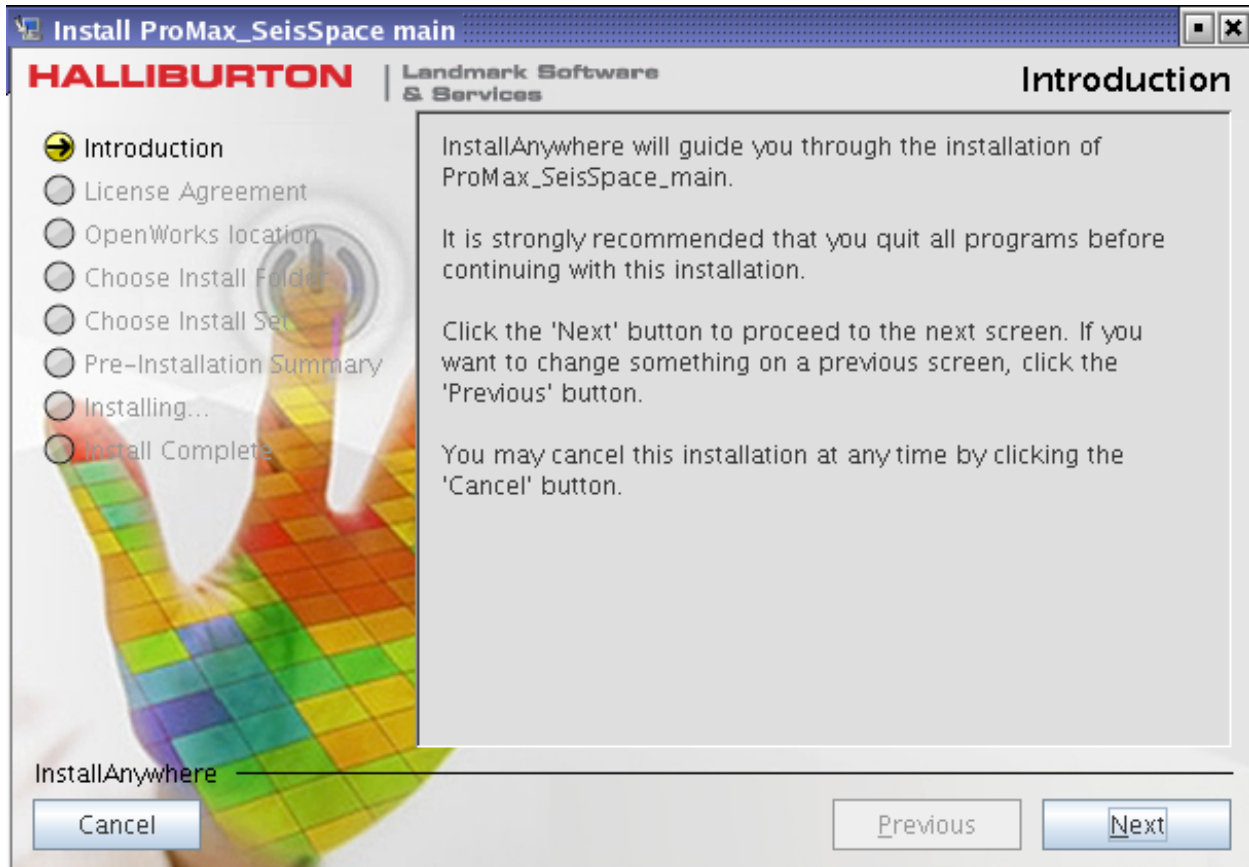 Install ProMax_SeisSpace main
HALLIBURTON
Landmark Software
& Services
Introduction
Introduction
License Agreement
OpenWorks location
Choose Install Folder
Choose Install Set
Pre-Installation Summary
Installing...
Install Complete
InstallAnywhere will guide you through the installation of
ProMax_SeisSpace_main.
It is strongly recommended that you quit all programs before
continuing with this installation.
Click the 'Next' button to proceed to the next screen. If you
want to change something on a previous screen, click the
'Previous' button.
You may cancel this installation at any time by clicking the
'Cancel' button.
InstallAnywhere
Cancel
Previous
Next